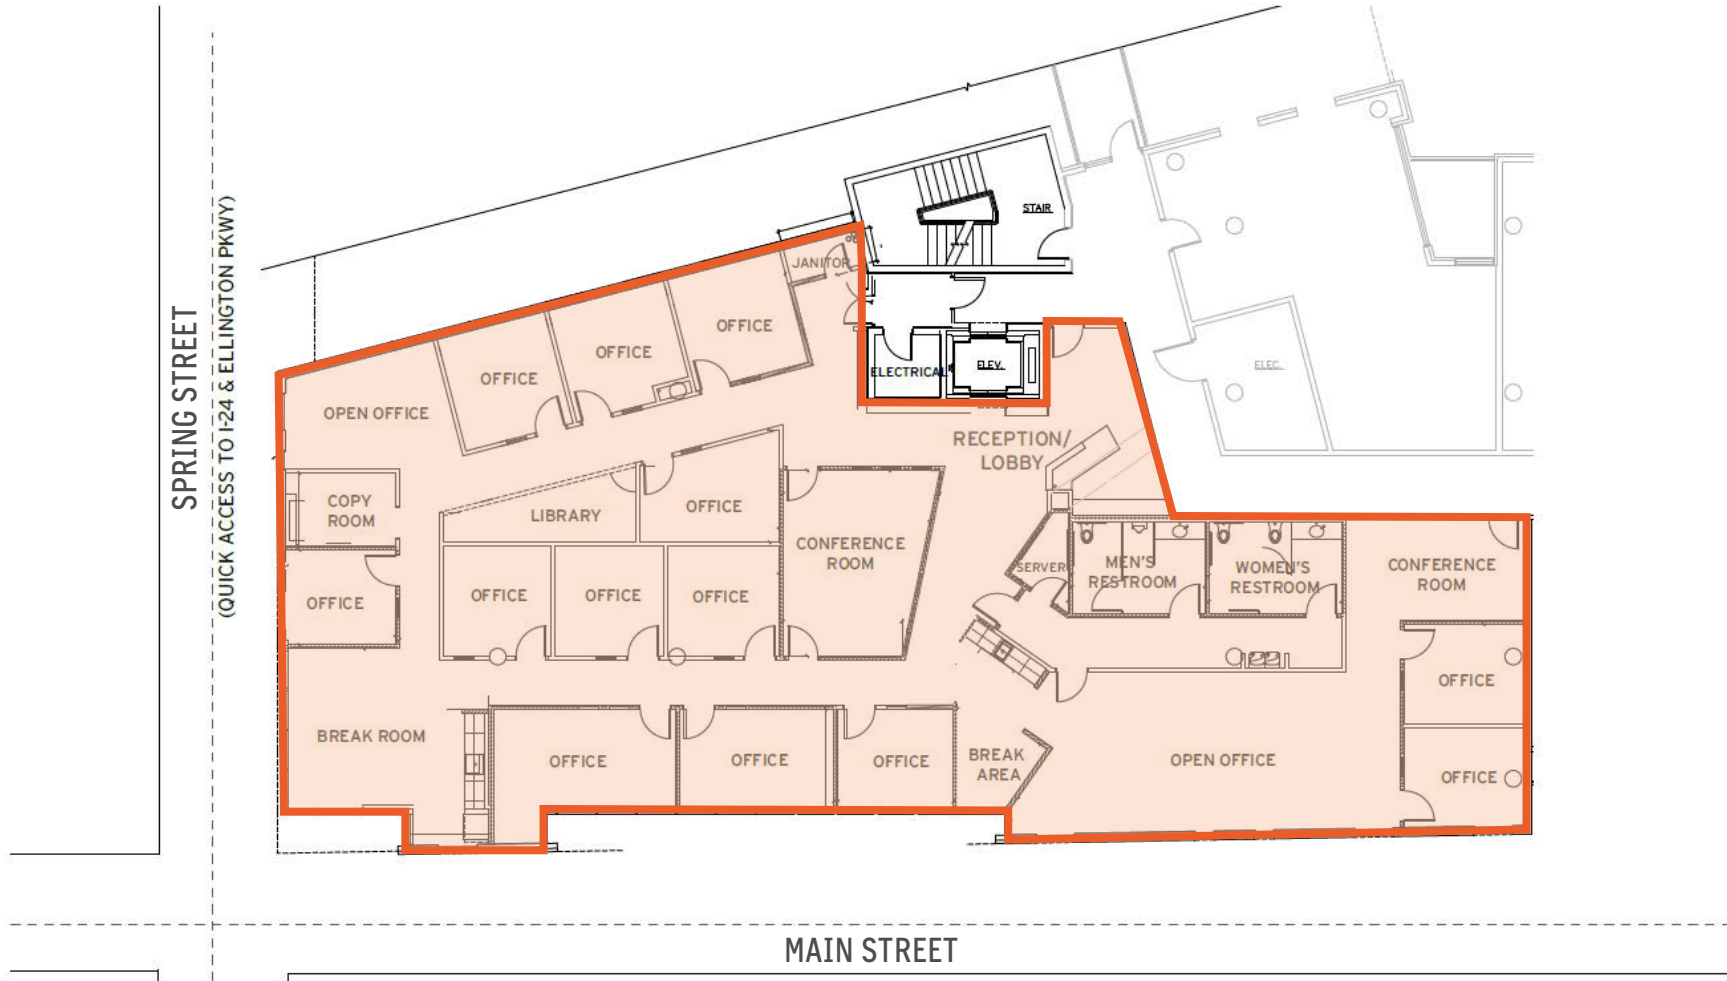 SPRING STREET
(QUICK ACCESS TO I-24 & ELLINGTON PKWY)
STAIR
JANITOR
OFFICE
OFFICE
OFFICE
ELECTRICAL
ELEV.
ELEC.
OPEN OFFICE
RECEPTION/
LOBBY
COPY
ROOM
LIBRARY
OFFICE
CONFERENCE
ROOM
SERVER
MEN'S
RESTROOM
WOMEN'S
RESTROOM
CONFERENCE
ROOM
OFFICE
OFFICE
OFFICE
OFFICE
OFFICE
BREAK ROOM
OFFICE
OFFICE
OFFICE
BREAK
AREA
OPEN OFFICE
OFFICE
MAIN STREET